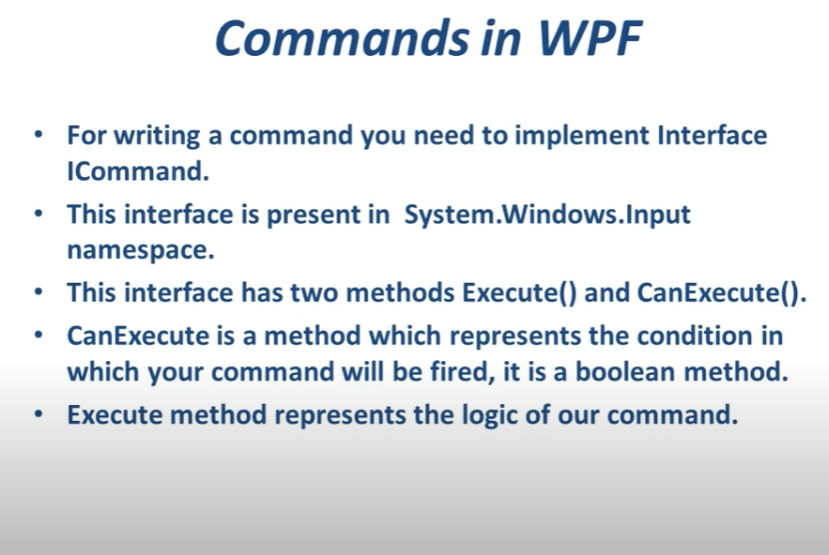 Commands in WPF
• For writing a command you need to implement Interface
ICommand.
• This interface is present in  System.Windows.Input
namespace.
• This interface has two methods Execute() and CanExecute().
• CanExecute is a method which represents the condition in
which your command will be fired, it is a boolean method.
• Execute method represents the logic of our command.